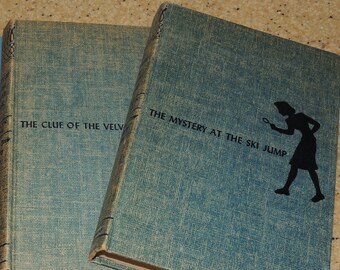 THE CLUE OF THE VELV
THE MYSTERY AT THE SKI JUMP